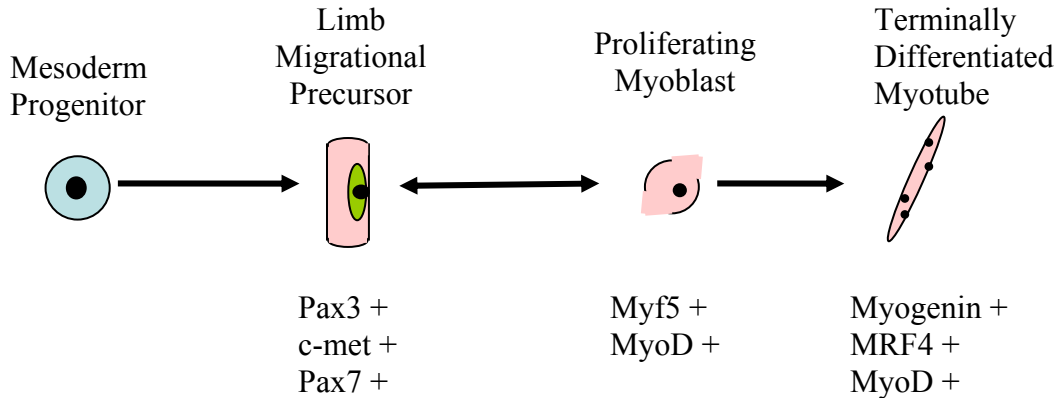 Mesoderm
Progenitor
Limb
Migrational
Precursor
Proliferating
Myoblast
Terminally
Differentiated
Myotube
Pax3 +
c-met +
Pax7 +
Myf5 +
MyoD +
Myogenin +
MRF4 +
MyoD +